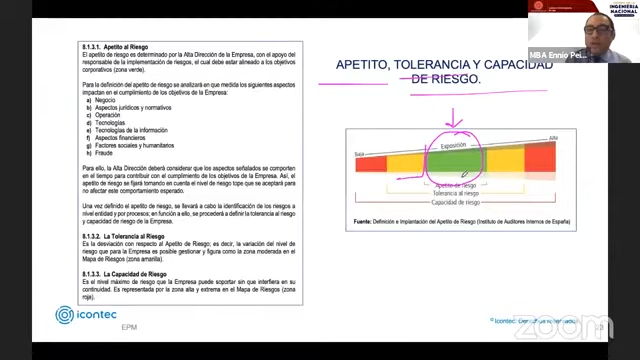 INGENIERÍA
NACIONAL
MBA Ennio Pei
8.1.3.1. Apetito al Riesgo
El apetito de riesgo es determinado por la Alta Dirección de la Empresa, con el apoyo del
responsable de la implementación de riesgos, el cual debe estar alineado a los objetivos
corporativos (zona verde).
Para la definición del apetito de riesgo se analizará en que medida los siguientes aspectos
impactan en el cumplimiento de los objetivos de la Empresa:
a) Negocio
b) Aspectos jurídicos y normativos
c) Operación
d) Tecnologías
e) Tecnologías de la información
f) Aspectos financieros
g) Factores sociales y humanitarios
h) Fraude
Para ello, la Alta Dirección deberá considerar que los aspectos señalados se comporten
en el tiempo para contribuir con el cumplimiento de los objetivos de la Empresa. Así, el
apetito de riesgo se fijará tomando en cuenta el nivel de riesgo tope que se aceptará para
no afectar este comportamiento esperado.
Una vez definido el apetito de riesgo, se llevará a cabo la identificación de los riesgos a
nivel entidad y por procesos; en función a ello, se procederá a definir la tolerancia al riesgo
y capacidad de riesgo de la Empresa.
8.1.3.2. La Tolerancia al Riesgo
Es la desviación con respecto al Apetito de Riesgo; es decir, la variación del nivel de
riesgo que para la Empresa es posible gestionar y figura como la zona moderada en el
Mapa de Riesgos (zona amarilla).
8.1.3.3. La Capacidad de Riesgo
Es el nivel máximo de riesgo que la Empresa puede soportar sin que interfiera en su
continuidad. Es representada por la zona alta y extrema en el Mapa de Riesgos (zona
roja).
APETITO, TOLERANCIA Y CAPACIDAD
DE RIESGO.
Baja
Exposición
Alta
Apetito de riesgo
Tolerancia al riesgo
Capacidad de riesgo
Fuente: Definición e Implantación del Apetito de Riesgo (Instituto de Auditores Internos de España)
icontec
EPM
© Icontec. Derechos reservados
zoom